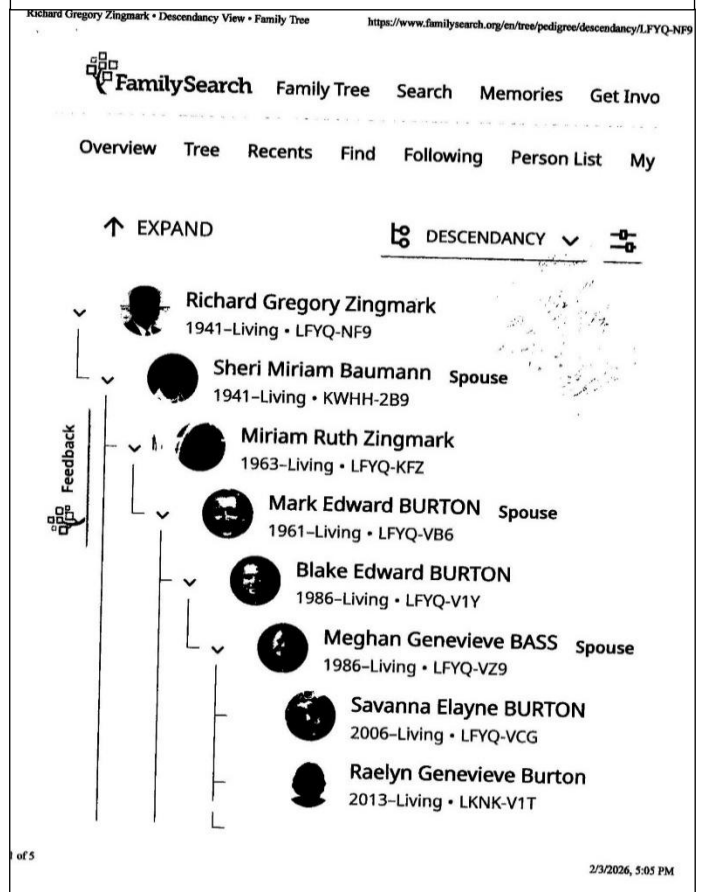 Richard Gregory Zingmark • Descendancy View • Family Tree https://www.familysearch.org/en/tree/pedigree/descendancy/LFYQ-NF9
FamilySearch Family Tree Search Memories Get Invo
Overview Tree Recents Find Following Person List My
EXPAND DESCENDANCY
Richard Gregory Zingmark
1941–Living • LFYQ-NF9
Sheri Miriam Baumann Spouse
1941–Living • KWHH-2B9
Miriam Ruth Zingmark
1963–Living • LFYQ-KFZ
Feedback
Mark Edward BURTON Spouse
1961–Living • LFYQ-VB6
Blake Edward BURTON
1986–Living • LFYQ-V1Y
Meghan Genevieve BASS Spouse
1986–Living • LFYQ-VZ9
Savanna Elayne BURTON
2006–Living • LFYQ-VCG
Raelyn Genevieve Burton
2013–Living • LKNK-V1T
of 5
2/3/2026, 5:05 PM